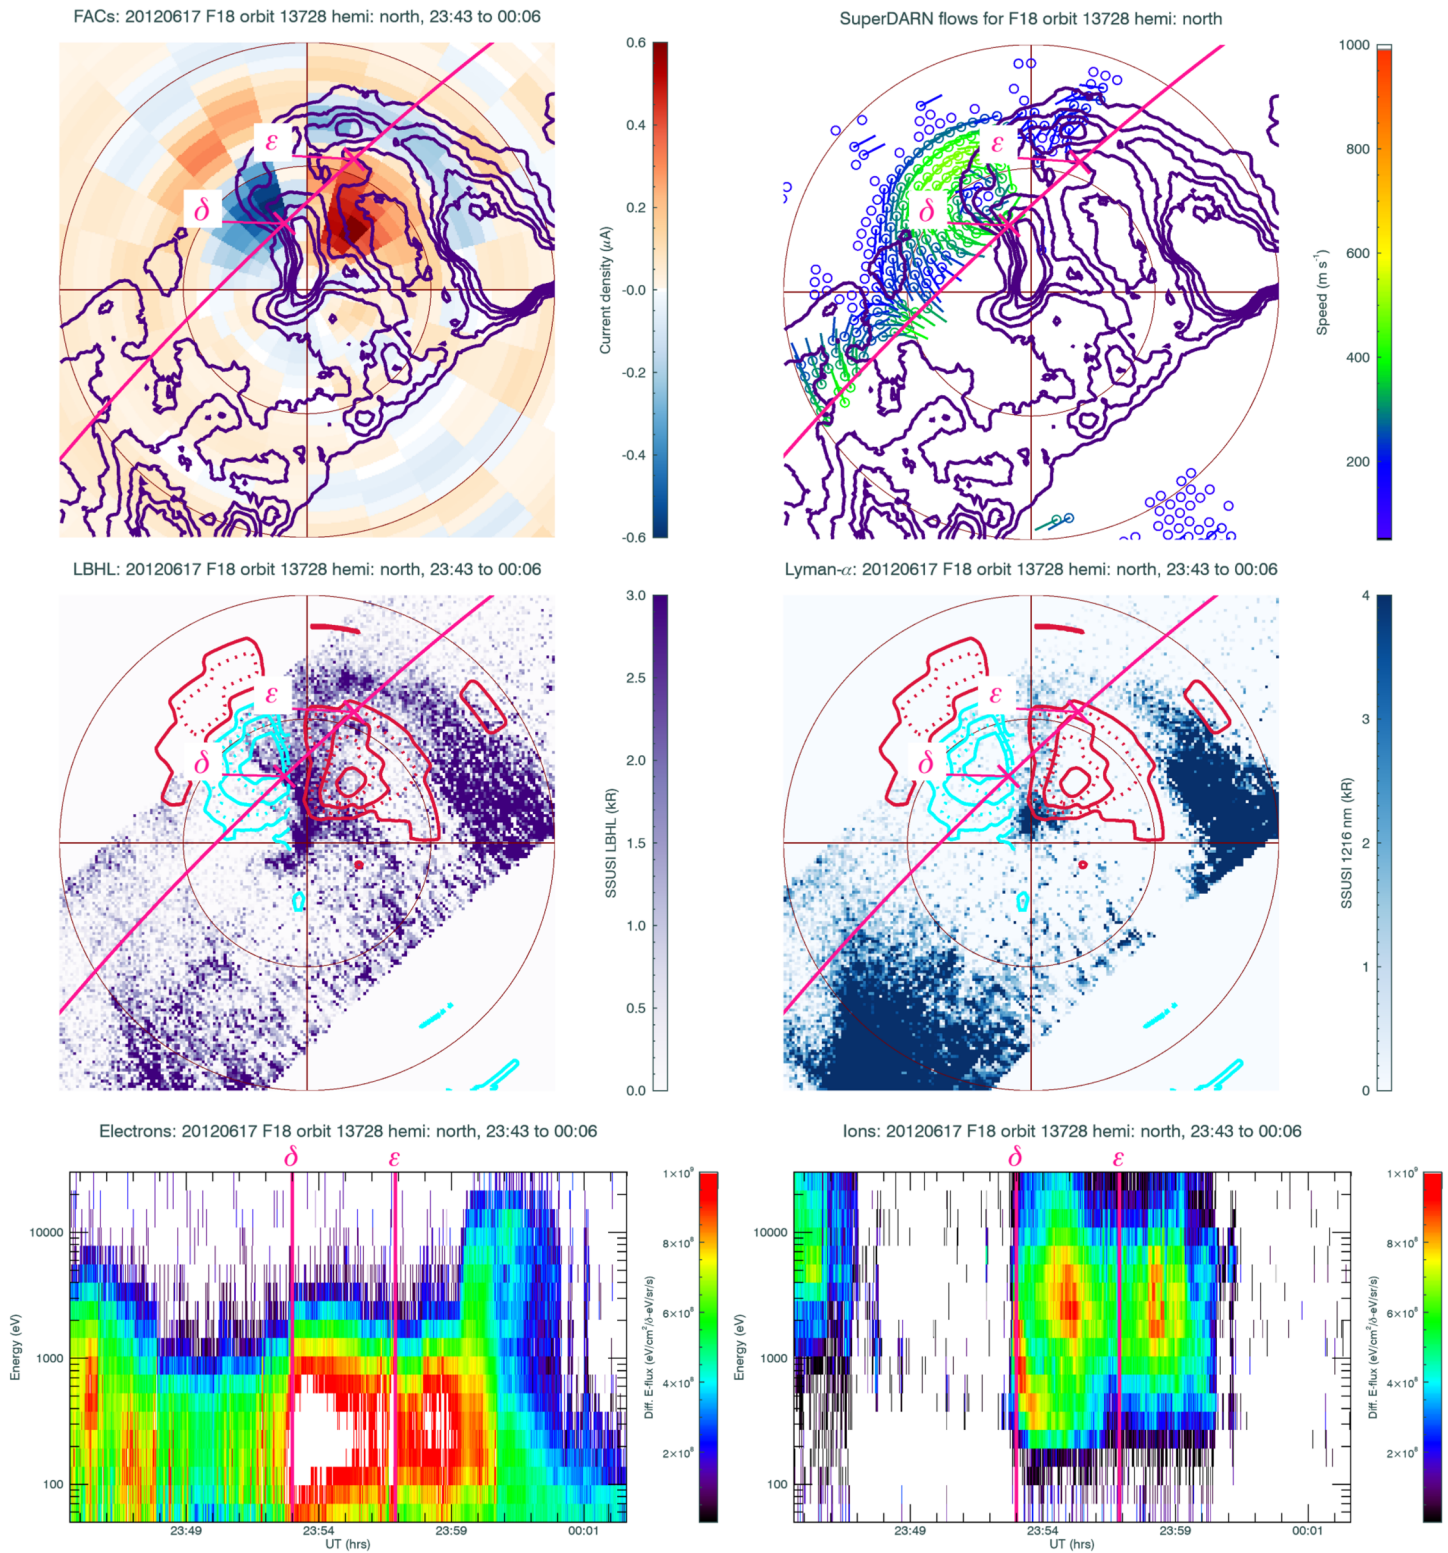 FACs: 20120617 F18 orbit 13728 hemi: north, 23:43 to 00:06
ε
δ
0.6
0.4
0.2
-0.0
-0.2
-0.4
-0.6
Current density (μA)
SuperDARN flows for F18 orbit 13728 hemi: north
ε
δ
1000
800
600
400
200
Speed (m s⁻¹)
LBHL: 20120617 F18 orbit 13728 hemi: north, 23:43 to 00:06
ε
δ
3.0
2.5
2.0
1.5
1.0
0.5
0.0
SSUSI LBHL (kR)
Lyman-α: 20120617 F18 orbit 13728 hemi: north, 23:43 to 00:06
ε
δ
4
3
2
1
0
SSUSI 1216 nm (kR)
Electrons: 20120617 F18 orbit 13728 hemi: north, 23:43 to 00:06
δ ε
10000
1000
100
Energy (eV)
23:49 23:54 23:59 00:01
UT (hrs)
1×10⁹
8×10⁸
6×10⁸
4×10⁸
2×10⁸
Diff. E-flux (eV/cm²/δ-eV/sr/s)
Ions: 20120617 F18 orbit 13728 hemi: north, 23:43 to 00:06
δ ε
10000
1000
100
Energy (eV)
23:49 23:54 23:59 00:01
UT (hrs)
1×10⁹
8×10⁸
6×10⁸
4×10⁸
2×10⁸
Diff. E-flux (eV/cm²/δ-eV/sr/s)